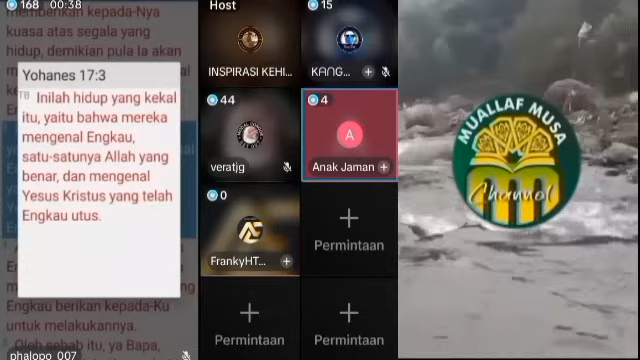 168 00:38
memberikan kepada-Nya
kuasa atas segala yang
hidup, demikian pula Ia akan
Yohanes 17:3
TB Inilah hidup yang kekal
itu, yaitu bahwa mereka
mengenal Engkau,
satu-satunya Allah yang
benar, dan mengenal
Yesus Kristus yang telah
Engkau utus.
Engkau berikan kepada-Ku
untuk melakukannya.
Oleh sebab itu, ya Bapa,
phalopo_007
Host
INSPIRASI KEHI...
15
KANG...
44
veratjg
4
A
Anak Jaman
0
FrankyHT...
Permintaan
Permintaan
Permintaan
MUALLAF MUSA
Channel